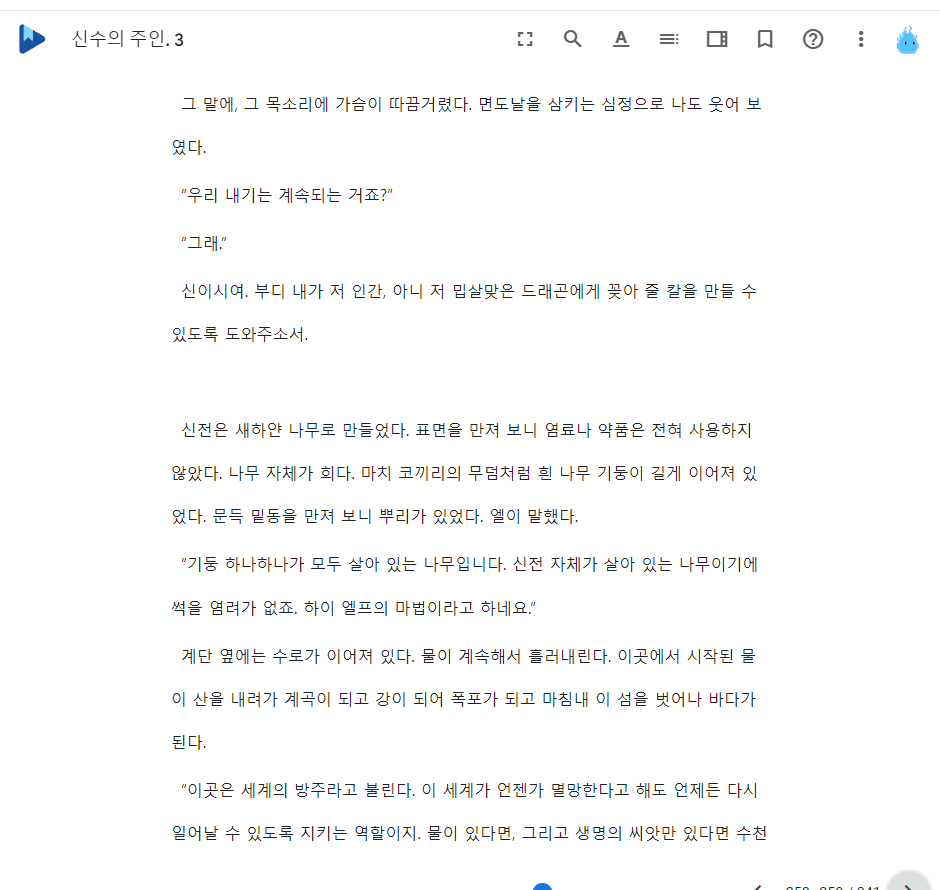 신수의 주인. 3
그 말에, 그 목소리에 가슴이 따끔거렸다. 면도날을 삼키는 심정으로 나도 웃어 보
였다.
“우리 내기는 계속되는 거죠?”
“그래.”
신이시여. 부디 내가 저 인간, 아니 저 밉살맞은 드래곤에게 꽂아 줄 칼을 만들 수
있도록 도와주소서.
신전은 새하얀 나무로 만들었다. 표면을 만져 보니 염료나 약품은 전혀 사용하지
않았다. 나무 자체가 희다. 마치 코끼리의 무덤처럼 흰 나무 기둥이 길게 이어져 있
었다. 문득 밑동을 만져 보니 뿌리가 있었다. 엘이 말했다.
“기둥 하나하나가 모두 살아 있는 나무입니다. 신전 자체가 살아 있는 나무이기에
썩을 염려가 없죠. 하이 엘프의 마법이라고 하네요.”
계단 옆에는 수로가 이어져 있다. 물이 계속해서 흘러내린다. 이곳에서 시작된 물
이 산을 내려가 계곡이 되고 강이 되어 폭포가 되고 마침내 이 섬을 벗어나 바다가
된다.
“이곳은 세계의 방주라고 불린다. 이 세계가 언젠가 멸망한다고 해도 언제든 다시
일어날 수 있도록 지키는 역할이지. 물이 있다면, 그리고 생명의 씨앗만 있다면 수천